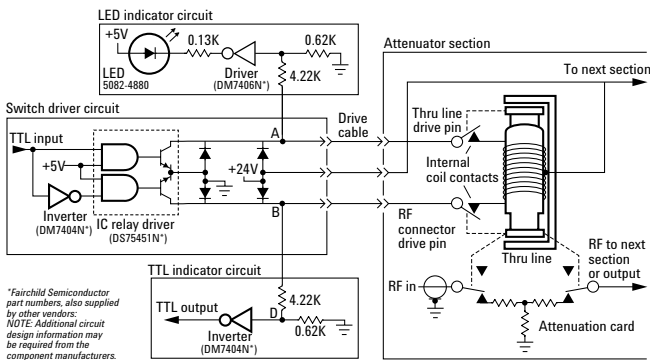 LED indicator circuit
+5V
0.13K
0.62K
LED
5082-4880
Driver
(DM7406N*)
4.22K
Attenuator section
To next section
Switch driver circuit
TTL input
+5V
Inverter
(DM7404N*)
IC relay driver
(DS75451N*)
+24V
A
B
Drive
cable
Thru line
drive pin
Internal
coil contacts
RF
connector
drive pin
Thru line
RF to next
section
or output
RF in
Attenuation card
TTL indicator circuit
TTL output
4.22K
D
0.62K
Inverter
(DM7404N*)
*Fairchild Semiconductor
part numbers, also supplied
by other vendors:
NOTE: Additional circuit
design information may
be required from the
component manufacturers.